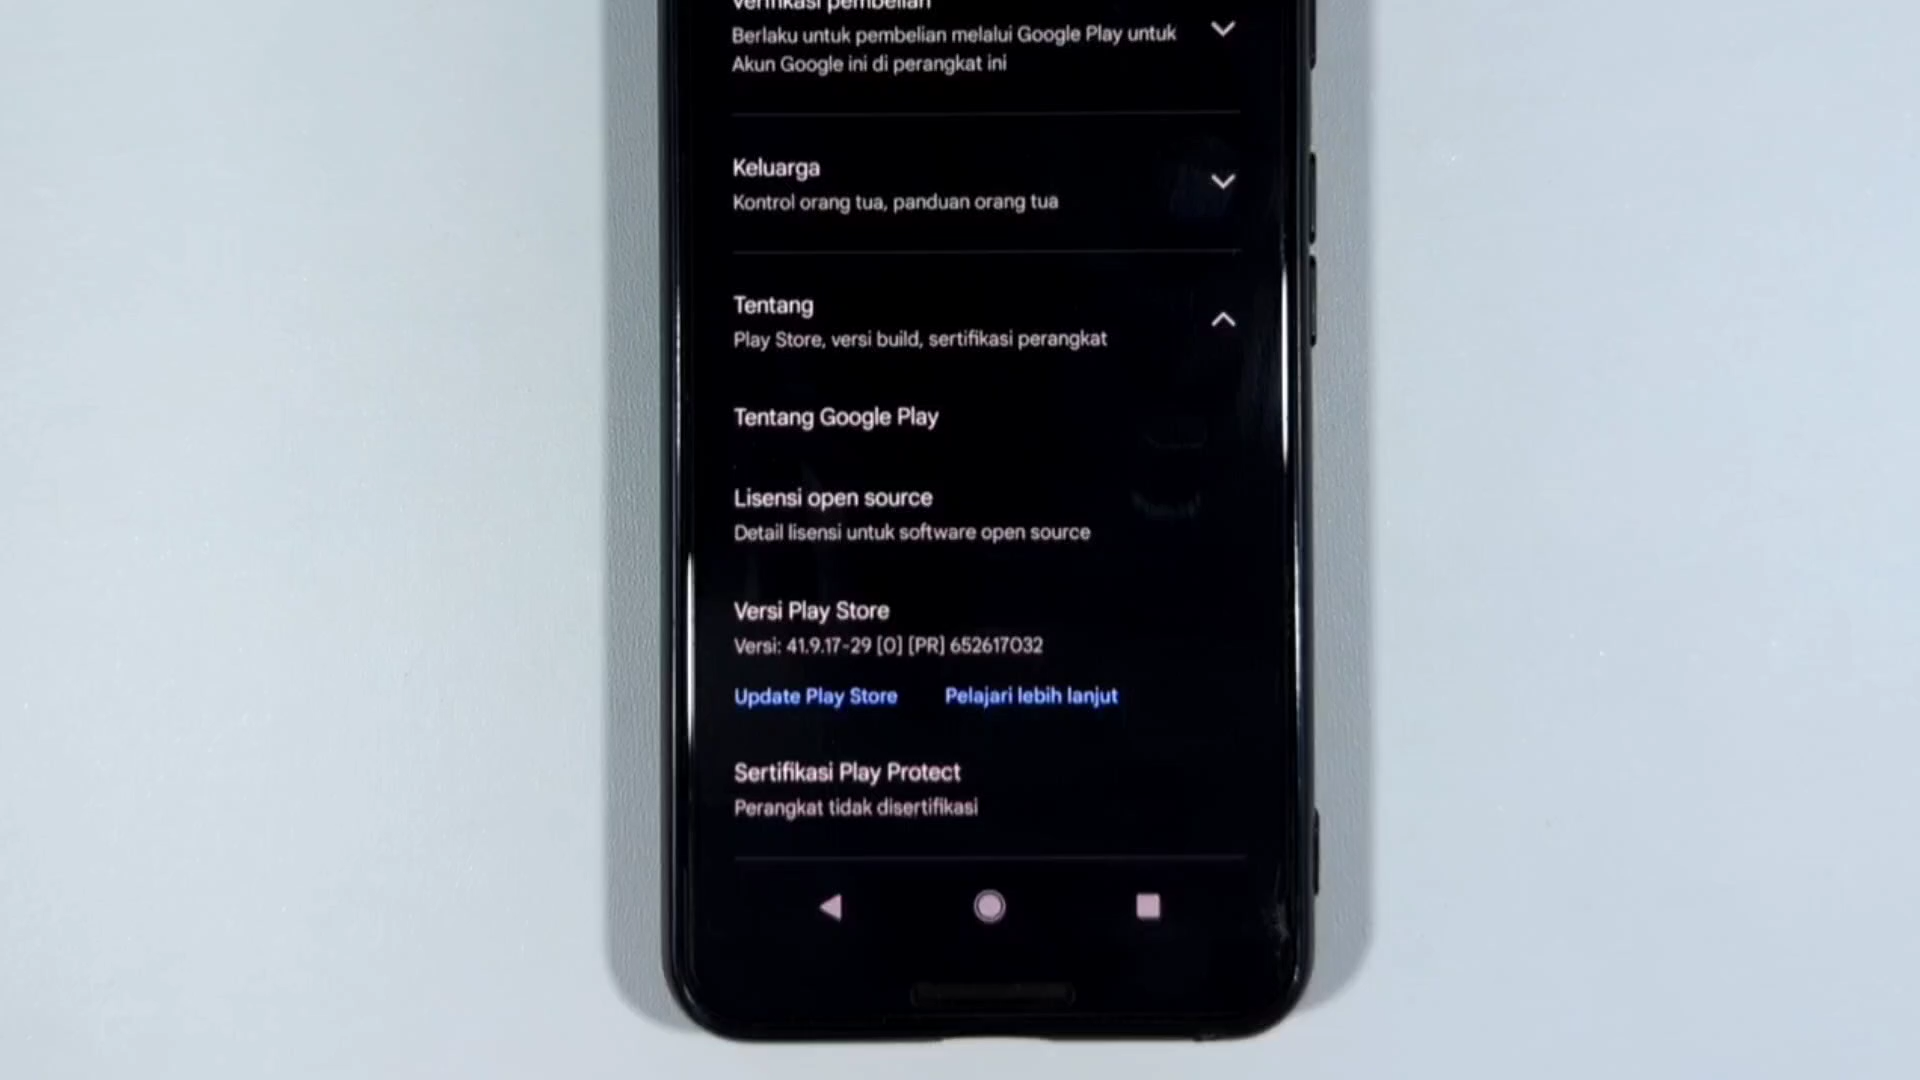 Verifikasi pembelian
Berlaku untuk pembelian melalui Google Play untuk
Akun Google ini di perangkat ini
Keluarga
Kontrol orang tua, panduan orang tua
Tentang
Play Store, versi build, sertifikasi perangkat
Tentang Google Play
Lisensi open source
Detail lisensi untuk software open source
Versi Play Store
Versi: 41.9.17-29 [0] [PR] 652617032
Update Play Store Pelajari lebih lanjut
Sertifikasi Play Protect
Perangkat tidak disertifikasi